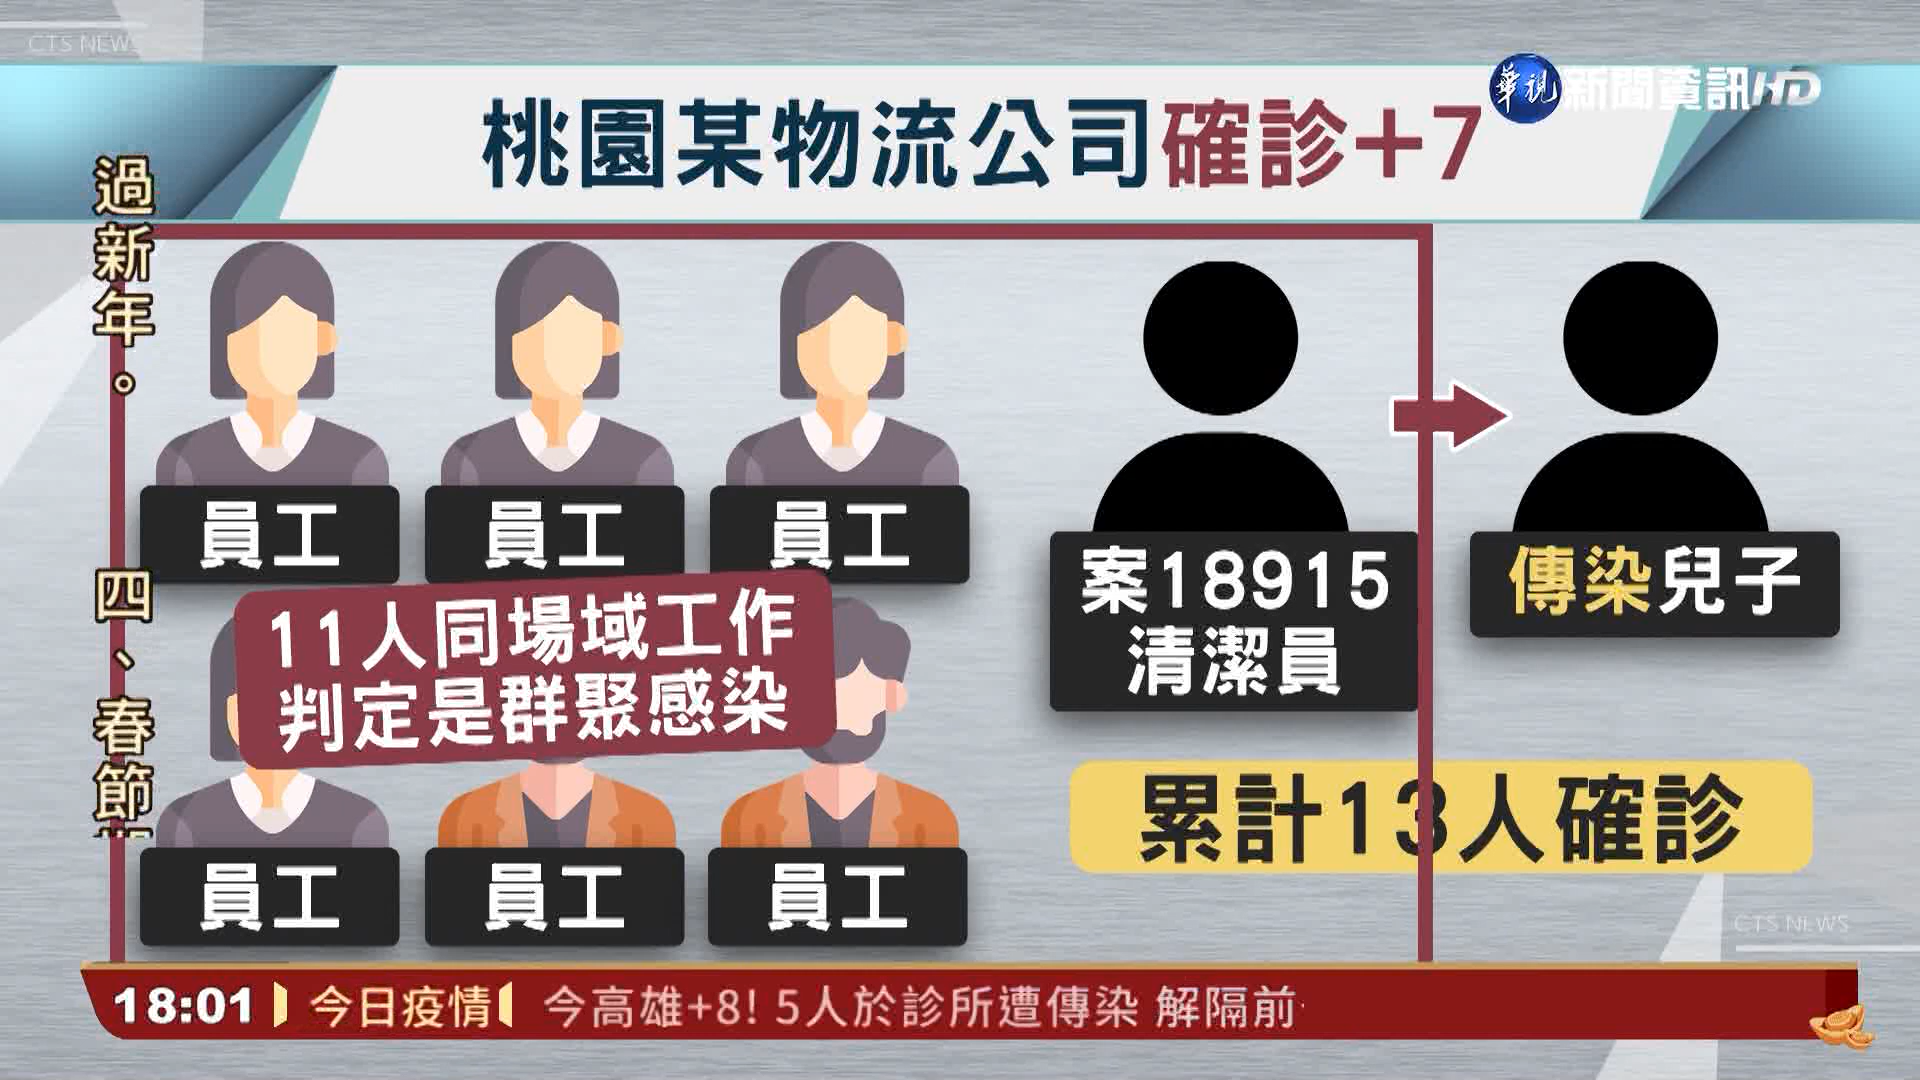 CTS NEWS
華視新聞資訊HD
桃園某物流公司確診+7
過新年。
四、春節
員工
員工
員工
11人同場域工作
判定是群聚感染
員工
員工
員工
案18915
清潔員
傳染兒子
累計13人確診
CTS NEWS
18:01 今日疫情 今高雄+8! 5人於診所遭傳染 解隔前